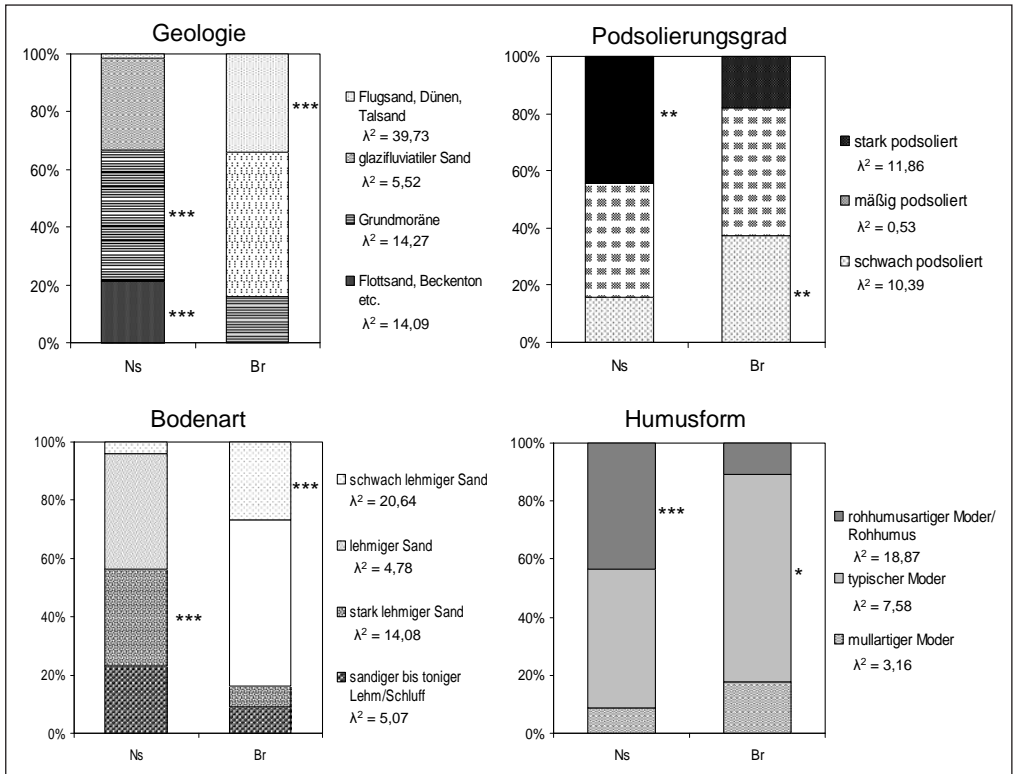 Geologie
100%
80%
60%
40%
20%
0%
Ns
Br
***
***
***
Flugsand, Dünen,
Talsand
λ² = 39,73
glazifluviatiler Sand
λ² = 5,52
Grundmoräne
λ² = 14,27
Flottsand, Beckenton
etc.
λ² = 14,09
Podsolierungsgrad
100%
80%
60%
40%
20%
0%
Ns
Br
**
**
stark podsoliert
λ² = 11,86
mäßig podsoliert
λ² = 0,53
schwach podsoliert
λ² = 10,39
Bodenart
100%
80%
60%
40%
20%
0%
Ns
Br
***
***
schwach lehmiger Sand
λ² = 20,64
lehmiger Sand
λ² = 4,78
stark lehmiger Sand
λ² = 14,08
sandiger bis toniger
Lehm/Schluff
λ² = 5,07
Humusform
100%
80%
60%
40%
20%
0%
Ns
Br
***
*
rohhumusartiger Moder/
Rohhumus
λ² = 18,87
typischer Moder
λ² = 7,58
mullartiger Moder
λ² = 3,16